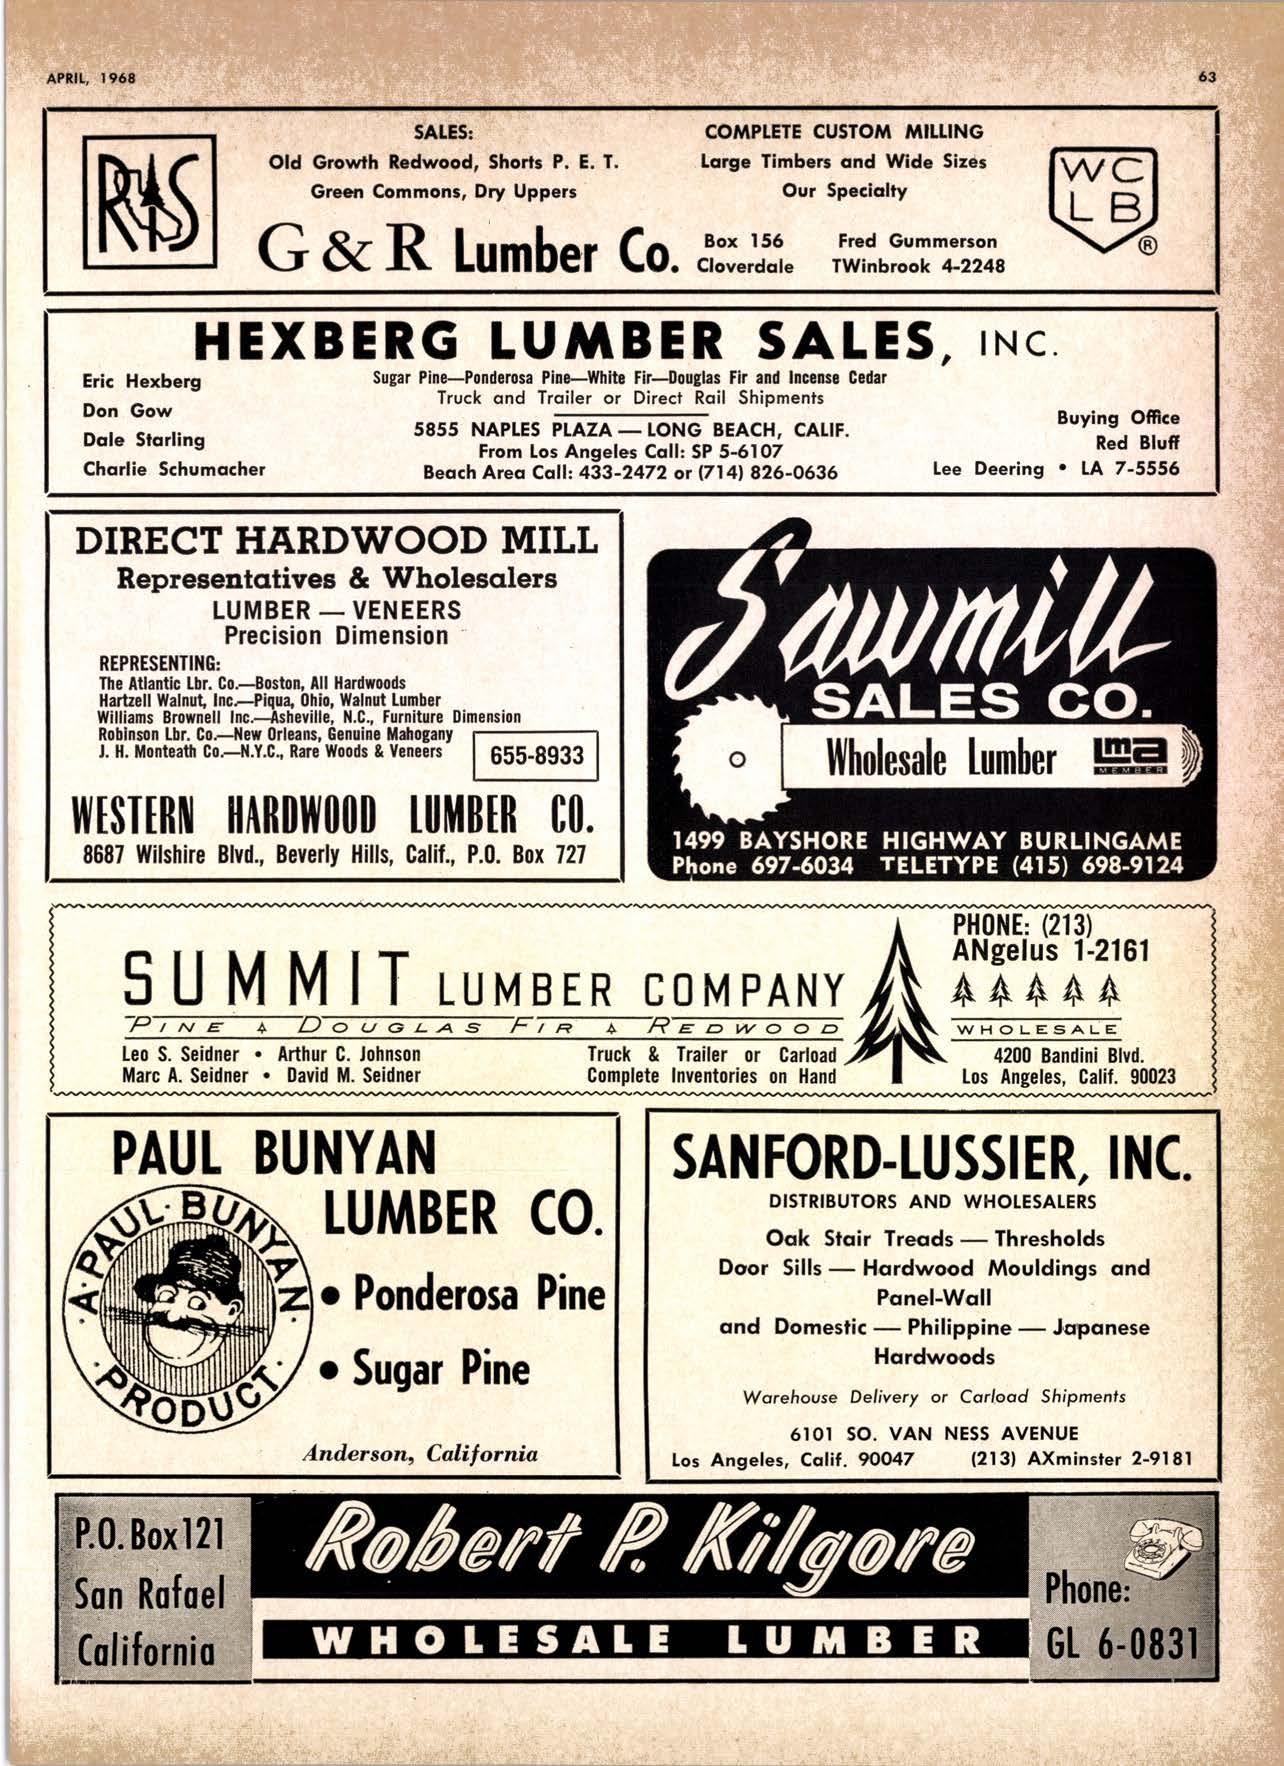 APRIL, 1968
63
RIS
SALES:
Old Growth Redwood, Shorts P. E. T.
Green Commons, Dry Uppers
COMPLETE CUSTOM MILLING
Large Timbers and Wide Sizes
Our Specialty
WC
LB
®
G & R Lumber Co.
Box 156
Cloverdale
Fred Gummerson
TWinbrook 4-2248
HEXBERG LUMBER SALES, INC.
Eric Hexberg
Don Gow
Dale Starling
Charlie Schumacher
Sugar Pine—Ponderosa Pine—White Fir—Douglas Fir and Incense Cedar
Truck and Trailer or Direct Rail Shipments
5855 NAPLES PLAZA — LONG BEACH, CALIF.
From Los Angeles Call: SP 5-6107
Beach Area Call: 433-2472 or (714) 826-0636
Buying Office
Red Bluff
Lee Deering • LA 7-5556
DIRECT HARDWOOD MILL
Representatives & Wholesalers
LUMBER — VENEERS
Precision Dimension
REPRESENTING:
The Atlantic Lbr. Co.—Boston, All Hardwoods
Hartzell Walnut, Inc.—Piqua, Ohio, Walnut Lumber
Williams Brownell Inc.—Asheville, N.C., Furniture Dimension
Robinson Lbr. Co.—New Orleans, Genuine Mahogany
J. H. Monteath Co.—N.Y.C., Rare Woods & Veneers
655-8933
WESTERN HARDWOOD LUMBER CO.
8687 Wilshire Blvd., Beverly Hills, Calif., P.O. Box 727
Sawmill
SALES CO.
Wholesale Lumber
lma
MEMBER
1499 BAYSHORE HIGHWAY BURLINGAME
Phone 697-6034 TELETYPE (415) 698-9124
SUMMIT LUMBER COMPANY
PINE DOUGLAS FIR REDWOOD
Leo S. Seidner • Arthur C. Johnson
Marc A. Seidner • David M. Seidner
Truck & Trailer or Carload
Complete Inventories on Hand
PHONE: (213)
ANgelus 1-2161
WHOLESALE
4200 Bandini Blvd.
Los Angeles, Calif. 90023
PAUL BUNYAN
LUMBER CO.
· A · PAUL · BUNYAN ·
· PRODUCT ·
• Ponderosa Pine
• Sugar Pine
Anderson, California
SANFORD-LUSSIER, INC.
DISTRIBUTORS AND WHOLESALERS
Oak Stair Treads — Thresholds
Door Sills — Hardwood Mouldings and
Panel-Wall
and Domestic — Philippine — Japanese
Hardwoods
Warehouse Delivery or Carload Shipments
6101 SO. VAN NESS AVENUE
Los Angeles, Calif. 90047 (213) AXminster 2-9181
P.O. Box 121
San Rafael
California
Robert P. Kilgore
WHOLESALE LUMBER
Phone:
GL 6-0831